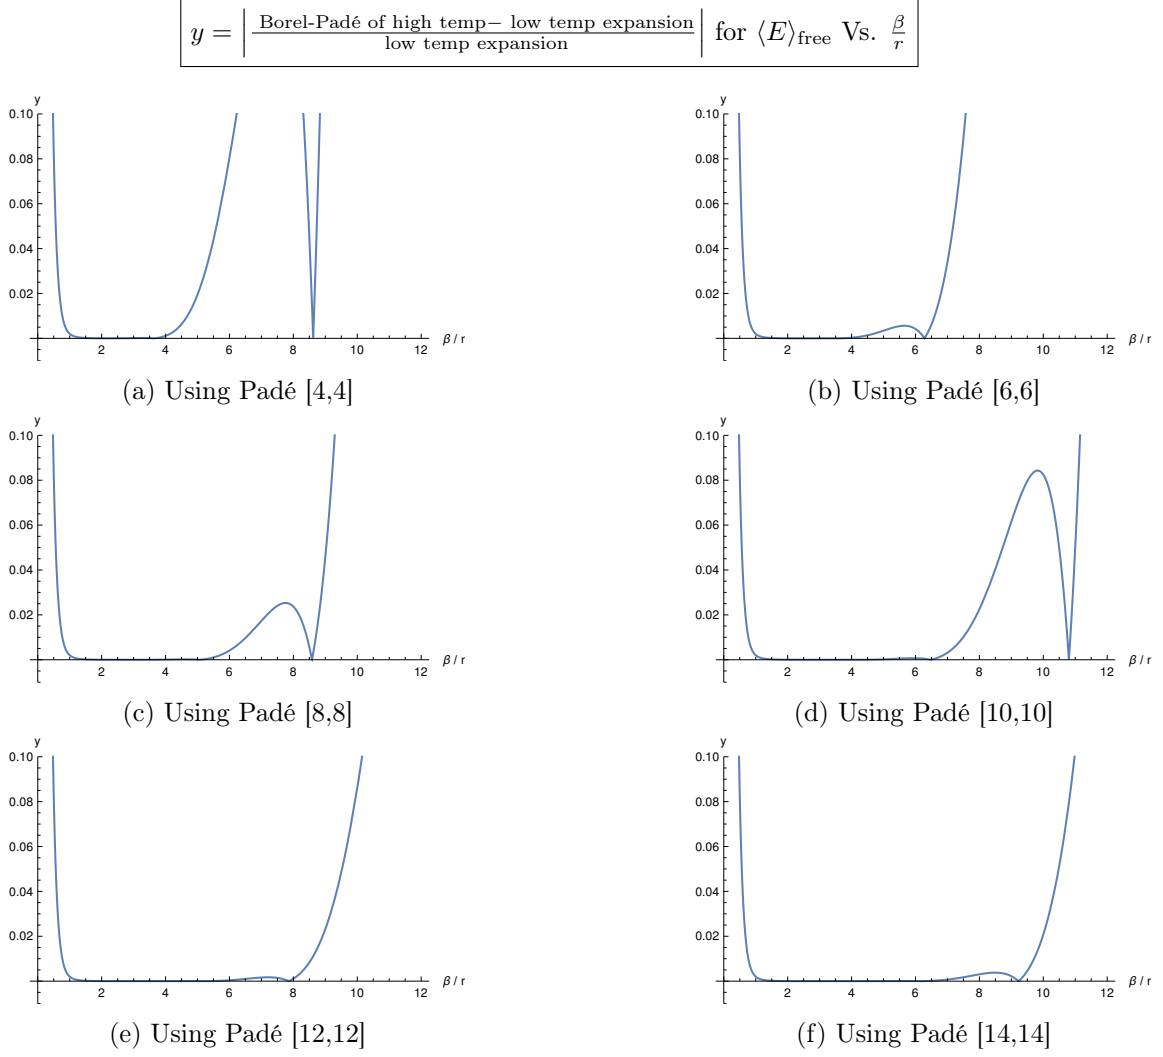 y = | Borel-Padé of high temp− low temp expansion / low temp expansion | for ⟨E⟩free Vs. β/r
y
0.10
0.08
0.06
0.04
0.02
2 4 6 8 10 12 β / r
(a) Using Padé [4,4]
y
0.10
0.08
0.06
0.04
0.02
2 4 6 8 10 12 β / r
(b) Using Padé [6,6]
y
0.10
0.08
0.06
0.04
0.02
2 4 6 8 10 12 β / r
(c) Using Padé [8,8]
y
0.10
0.08
0.06
0.04
0.02
2 4 6 8 10 12 β / r
(d) Using Padé [10,10]
y
0.10
0.08
0.06
0.04
0.02
2 4 6 8 10 12 β / r
(e) Using Padé [12,12]
y
0.10
0.08
0.06
0.04
0.02
2 4 6 8 10 12 β / r
(f) Using Padé [14,14]